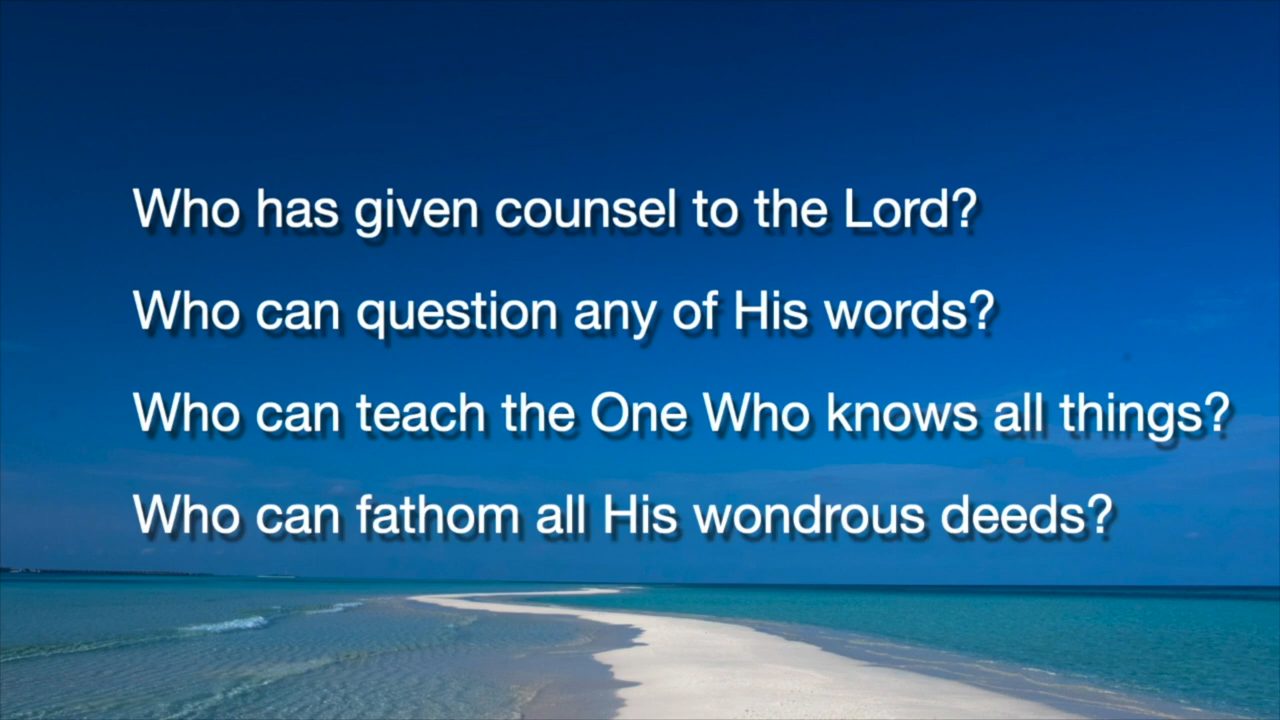 Who has given counsel to the Lord?
Who can question any of His words?
Who can teach the One Who knows all things?
Who can fathom all His wondrous deeds?